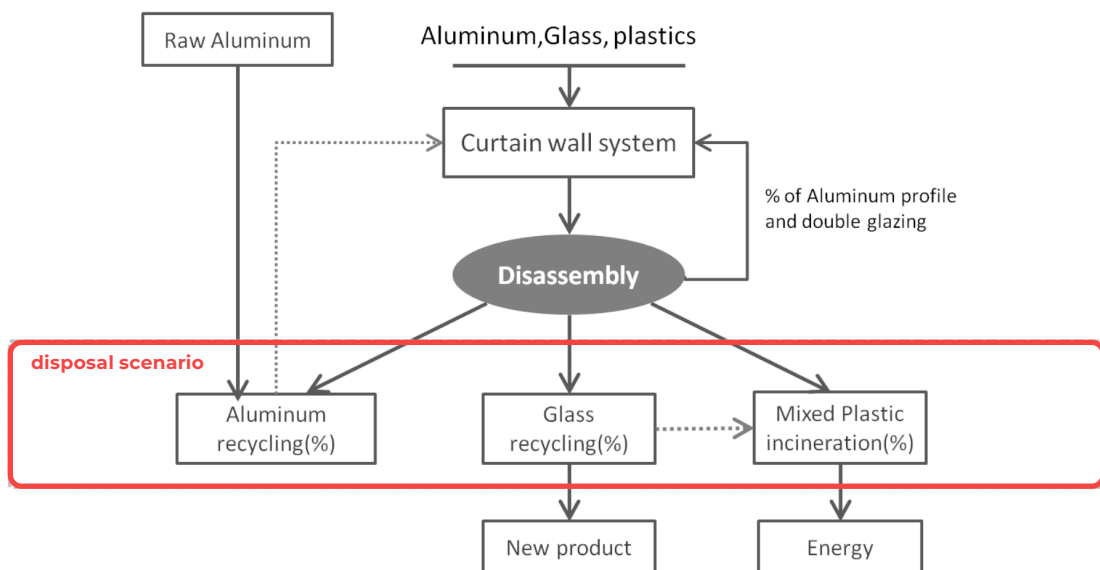 Raw Aluminum
Aluminum,Glass, plastics
Curtain wall system
% of Aluminum profile
and double glazing
Disassembly
disposal scenario
Aluminum
recycling(%)
Glass
recycling(%)
Mixed Plastic
incineration(%)
New product
Energy